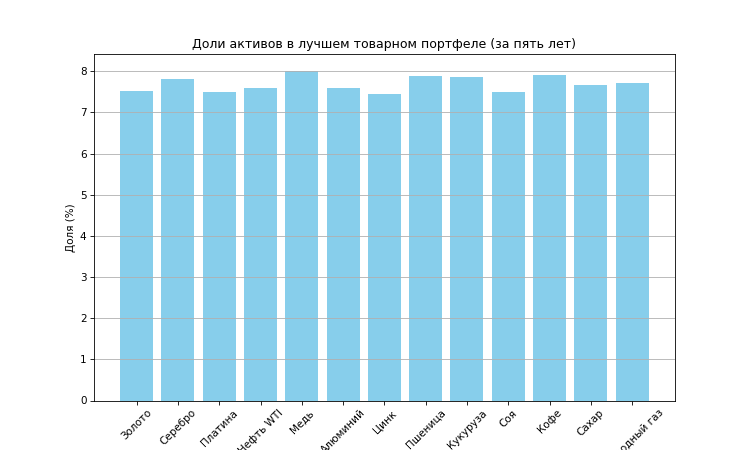 Доли активов в лучшем товарном портфеле (за пять лет)
Доля (%)
8
7
6
5
4
3
2
1
0
Золото
Серебро
Платина
Нефть WTI
Медь
Алюминий
Цинк
Пшеница
Кукуруза
Соя
Кофе
Сахар
одный газ